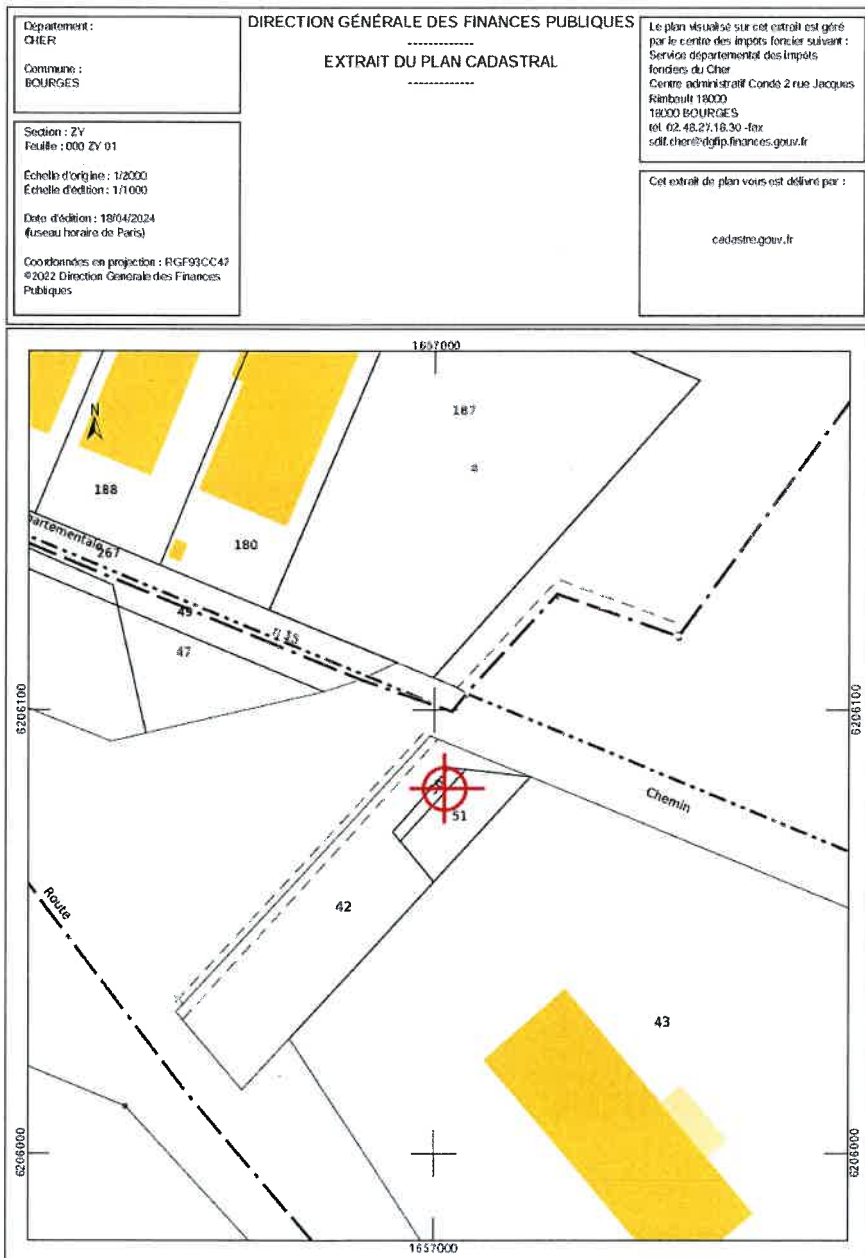 Département :
CHER
Commune :
BOURGES
Section : ZY
Feuille : 000 ZY 01
Échelle d'origine : 1/2000
Échelle d'édition : 1/1000
Date d'édition : 18/04/2024
(fuseau horaire de Paris)
Coordonnées en projection : RGF93CC47
©2022 Direction Générale des Finances
Publiques
DIRECTION GÉNÉRALE DES FINANCES PUBLIQUES
-------------
EXTRAIT DU PLAN CADASTRAL
-------------
Le plan visualisé sur cet extrait est géré
par le centre des impôts foncier suivant :
Service départemental des impôts
fonciers du Cher
Centre administratif Condé 2 rue Jacques
Rimbault 18000
18000 BOURGES
tél. 02.48.27.18.30 -fax
sdif.cher@dgfip.finances.gouv.fr
Cet extrait de plan vous est délivré par :
cadastre.gouv.fr
1657000
187
N
188
partementale
267
180
49
47
6206100
6206100
Chemin
51
42
Route
43
6206000
6206000
1657000